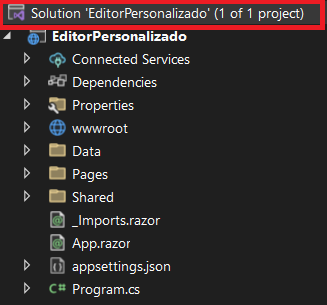 Solution 'EditorPersonalizado' (1 of 1 project)
EditorPersonalizado
Connected Services
Dependencies
Properties
wwwroot
Data
Pages
Shared
_Imports.razor
App.razor
appsettings.json
C# Program.cs